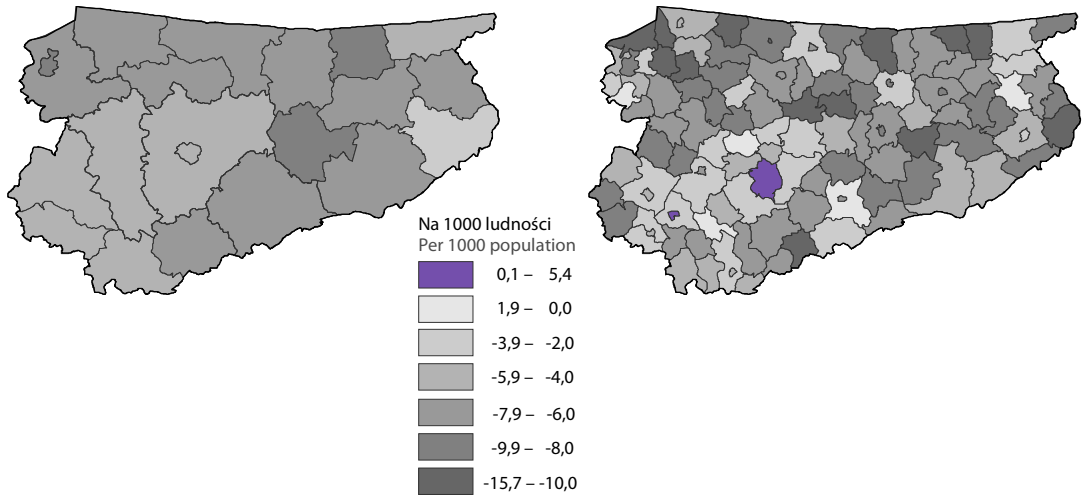 Na 1000 ludności
Per 1000 population
0,1 – 5,4
1,9 – 0,0
-3,9 – -2,0
-5,9 – -4,0
-7,9 – -6,0
-9,9 – -8,0
-15,7 – -10,0